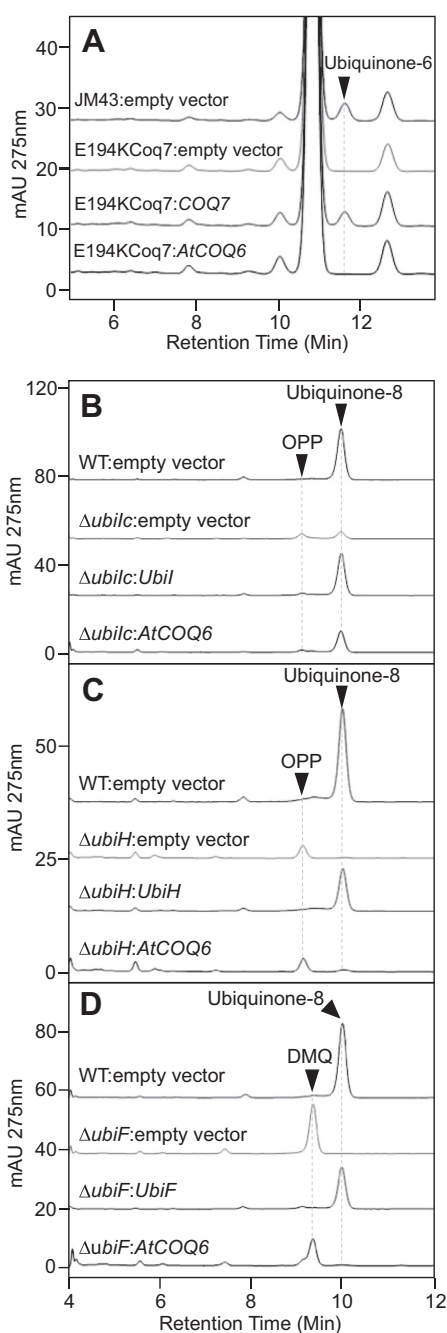 A
Ubiquinone-6
JM43:empty vector
E194KCoq7:empty vector
E194KCoq7:COQ7
E194KCoq7:AtCOQ6
mAU 275nm
40
30
20
10
0
6 8 10 12
Retention Time (Min)
B
Ubiquinone-8
OPP
WT:empty vector
ΔubiIc:empty vector
ΔubiIc:UbiI
ΔubiIc:AtCOQ6
mAU 275nm
120
80
40
0
C
Ubiquinone-8
OPP
WT:empty vector
ΔubiH:empty vector
ΔubiH:UbiH
ΔubiH:AtCOQ6
mAU 275nm
50
25
0
D
Ubiquinone-8
DMQ
WT:empty vector
ΔubiF:empty vector
ΔubiF:UbiF
ΔubiF:AtCOQ6
mAU 275nm
80
60
40
20
0
4 6 8 10 12
Retention Time (Min)